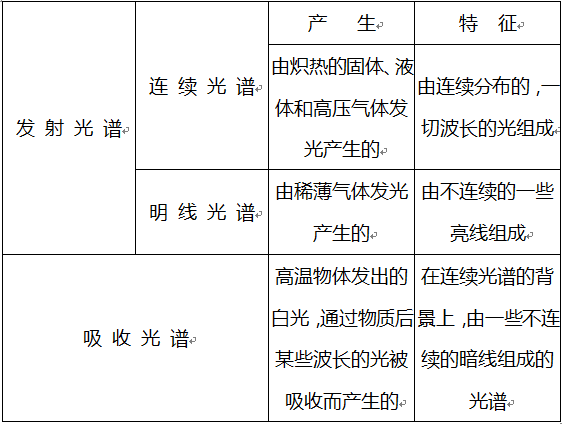 产 生
特 征
发 射 光 谱
连 续 光 谱
由炽热的固体、液
体和高压气体发
光产生的
由连续分布的,一
切波长的光组成
明 线 光 谱
由稀薄气体发光
产生的
由不连续的一些
亮线组成
吸 收 光 谱
高温物体发出的
白光,通过物质后
某些波长的光被
吸收而产生的
在连续光谱的背
景上,由一些不连
续的暗线组成的
光谱